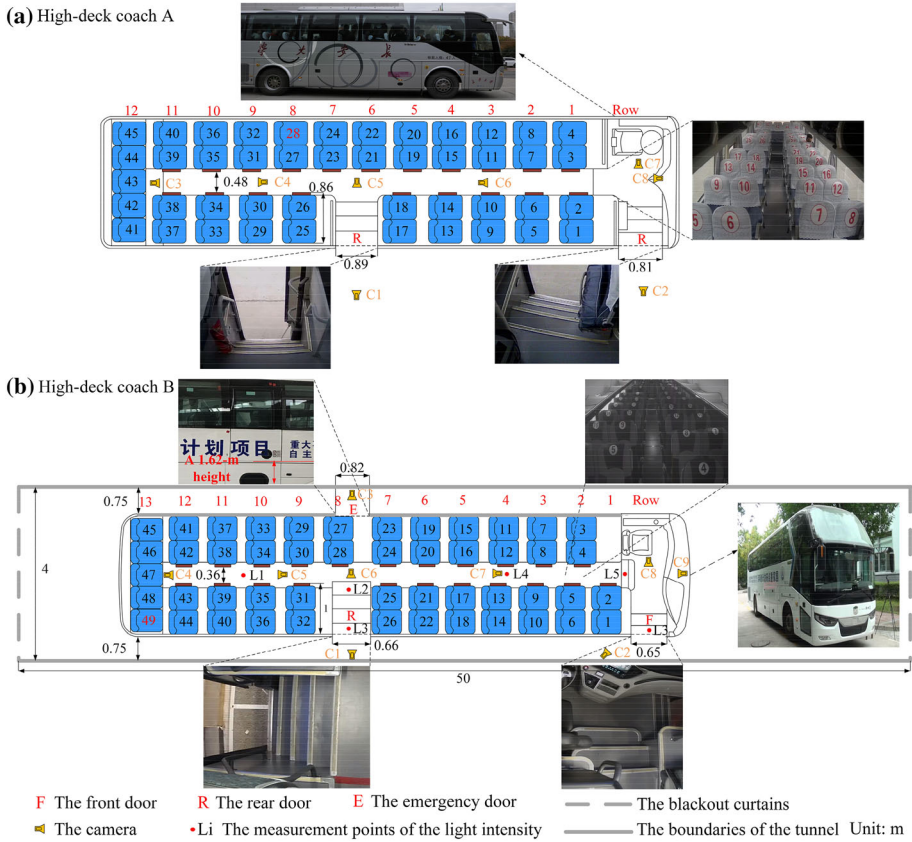 (a) High-deck coach A
12 11 10 9 8 7 6 5 4 3 2 1 Row
45 40 36 32 28 24 22 20 16 12 8 4
44 39 35 31 27 23 21 19 15 11 7 3
C7
C8
43 C3 0.48 C4 0.86 C5 C6
42 38 34 30 26 18 14 10 6 2
41 37 33 29 25 17 13 9 5 1
R R
0.89 0.81
C1 C2
9 10 11 12
5 6 7 8
(b) High-deck coach B
计划项目 重大
自主
A 1.62-m
height
0.82
C3
E
0.75
13 12 11 10 9 8 7 6 5 4 3 2 1 Row
45 41 37 33 29 27 23 19 15 11 7 3
46 42 38 34 30 28 24 20 16 12 8 4
4
47 C4 0.36 L1 C5 C6 C7 L4 L5 C8 C9
48 43 39 35 31 1 L2 25 21 17 13 9 5 2
49 44 40 36 32 R L3 26 22 18 14 10 6 1 F L3
0.75 C1 0.66 C2 0.65
50
F The front door R The rear door E The emergency door The blackout curtains
The camera Li The measurement points of the light intensity The boundaries of the tunnel Unit: m